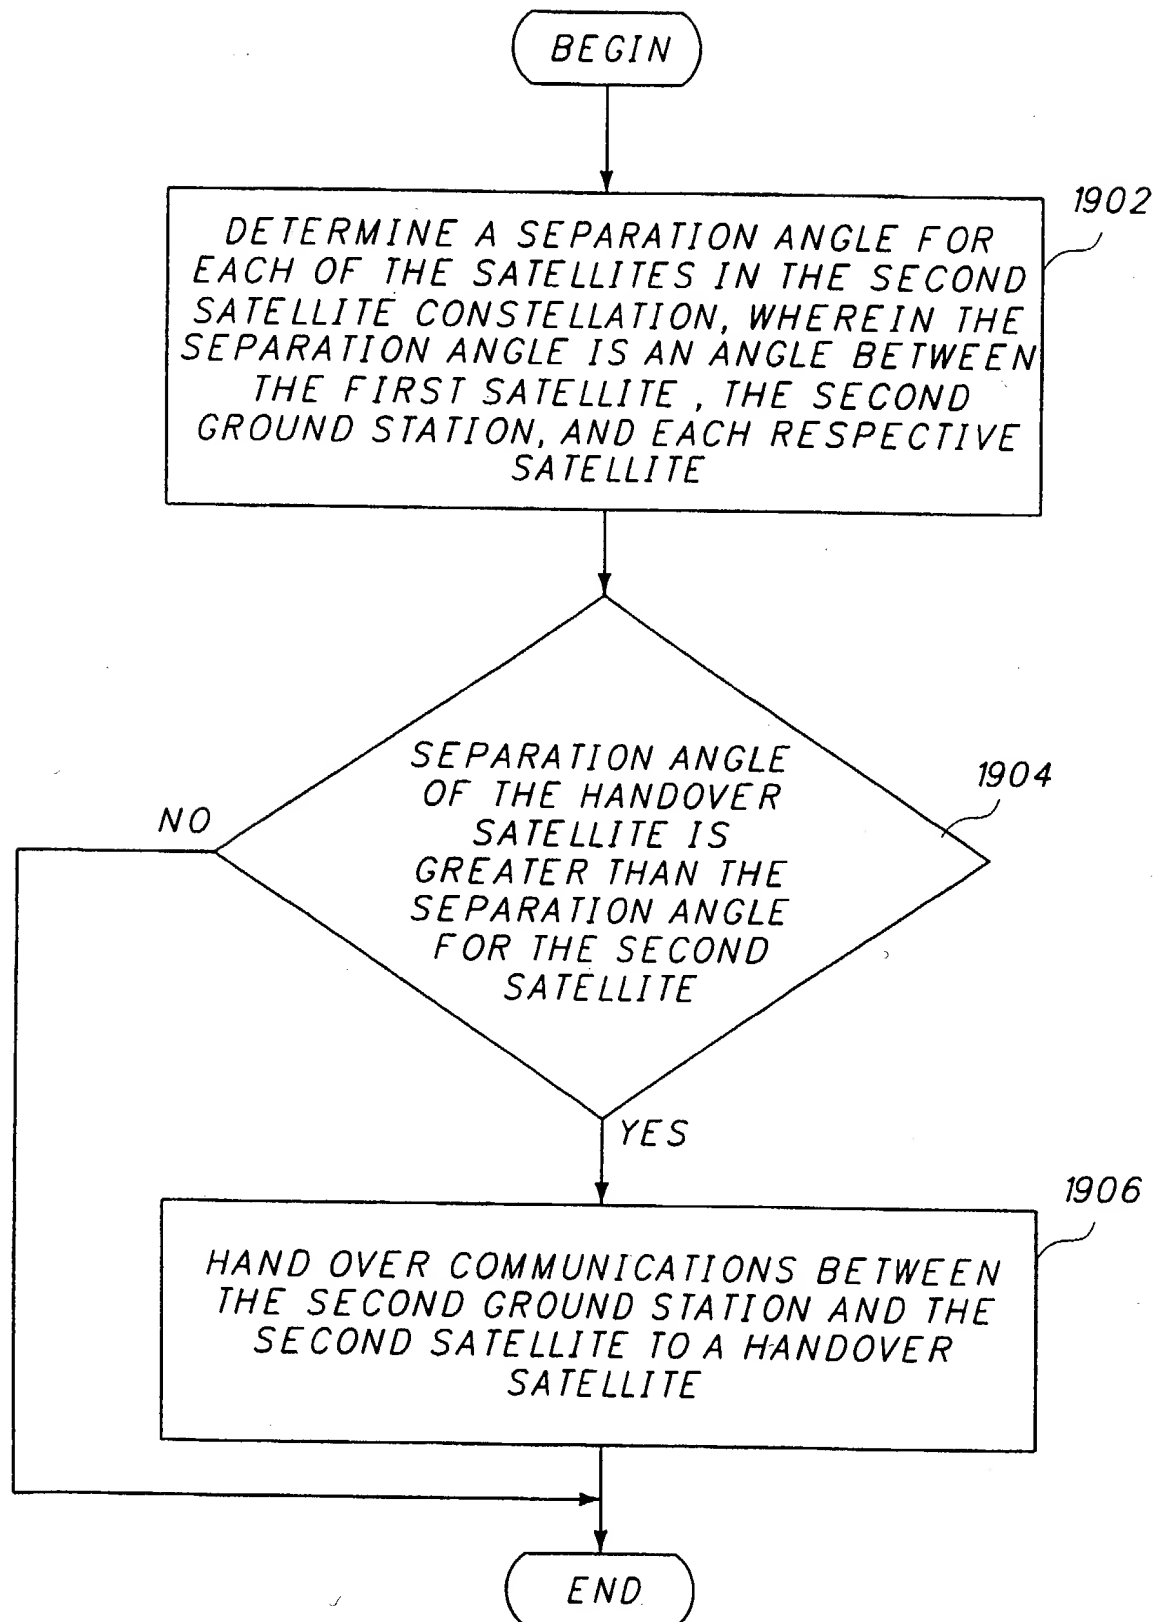 BEGIN
1902
DETERMINE A SEPARATION ANGLE FOR
EACH OF THE SATELLITES IN THE SECOND
SATELLITE CONSTELLATION, WHEREIN THE
SEPARATION ANGLE IS AN ANGLE BETWEEN
THE FIRST SATELLITE , THE SECOND
GROUND STATION, AND EACH RESPECTIVE
SATELLITE
SEPARATION ANGLE
OF THE HANDOVER
SATELLITE IS
GREATER THAN THE
SEPARATION ANGLE
FOR THE SECOND
SATELLITE
1904
NO
YES
1906
HAND OVER COMMUNICATIONS BETWEEN
THE SECOND GROUND STATION AND THE
SECOND SATELLITE TO A HANDOVER
SATELLITE
END